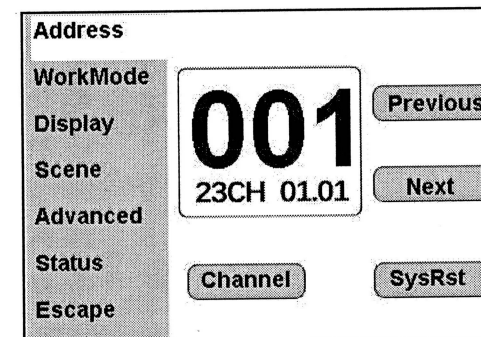 Address
WorkMode
Display
Scene
Advanced
Status
Escape
001
23CH 01.01
Previous
Next
Channel
SysRst